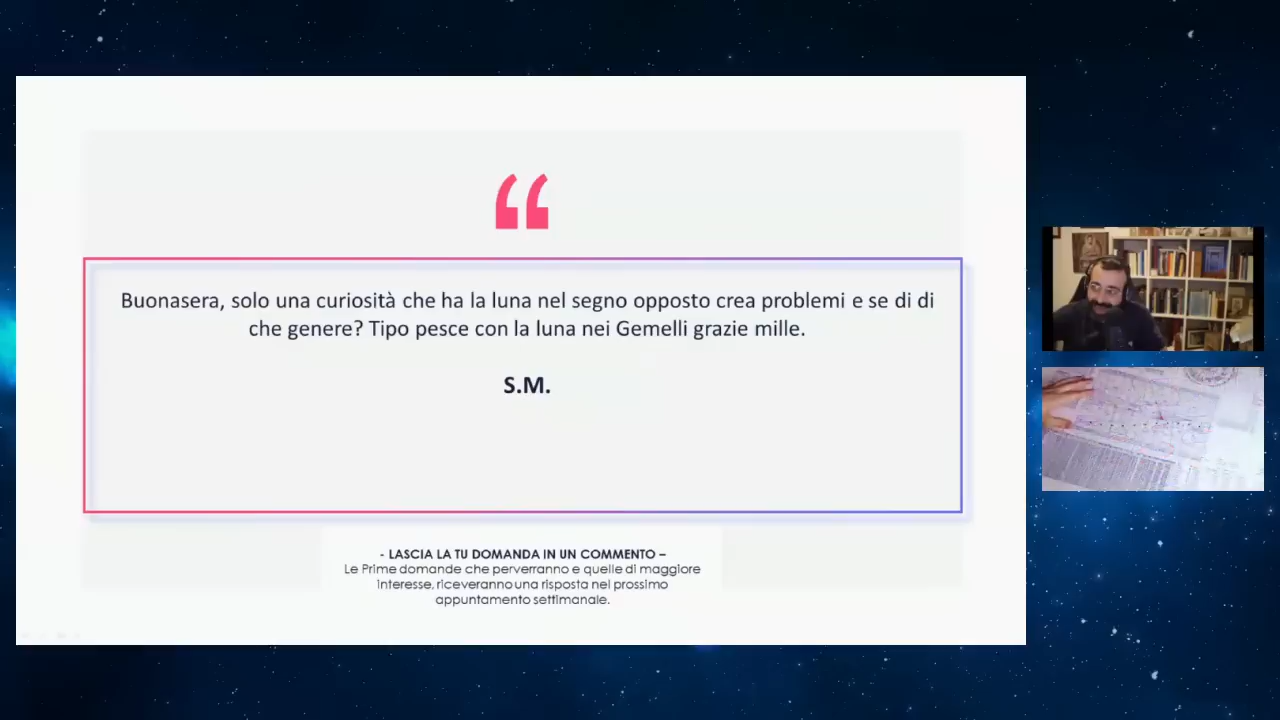 Buonasera, solo una curiosità che ha la luna nel segno opposto crea problemi e se di di
che genere? Tipo pesce con la luna nei Gemelli grazie mille.
S.M.
- LASCIA LA TU DOMANDA IN UN COMMENTO –
Le Prime domande che perverranno e quelle di maggiore
interesse, riceveranno una risposta nel prossimo
appuntamento settimanale.